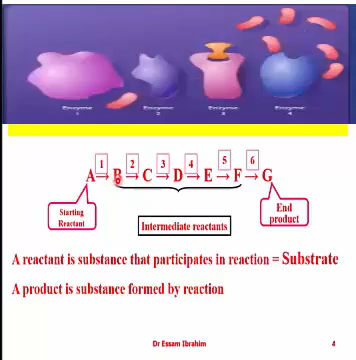 Enzyme Enzyme Enzyme Enzyme
1 2 3 4
1 2 3 4 5 6
A → B → C → D → E → F → G
Starting
Reactant
Intermediate reactants
End
product
A reactant is substance that participates in reaction = Substrate
A product is substance formed by reaction
Dr Essam Ibrahim 4